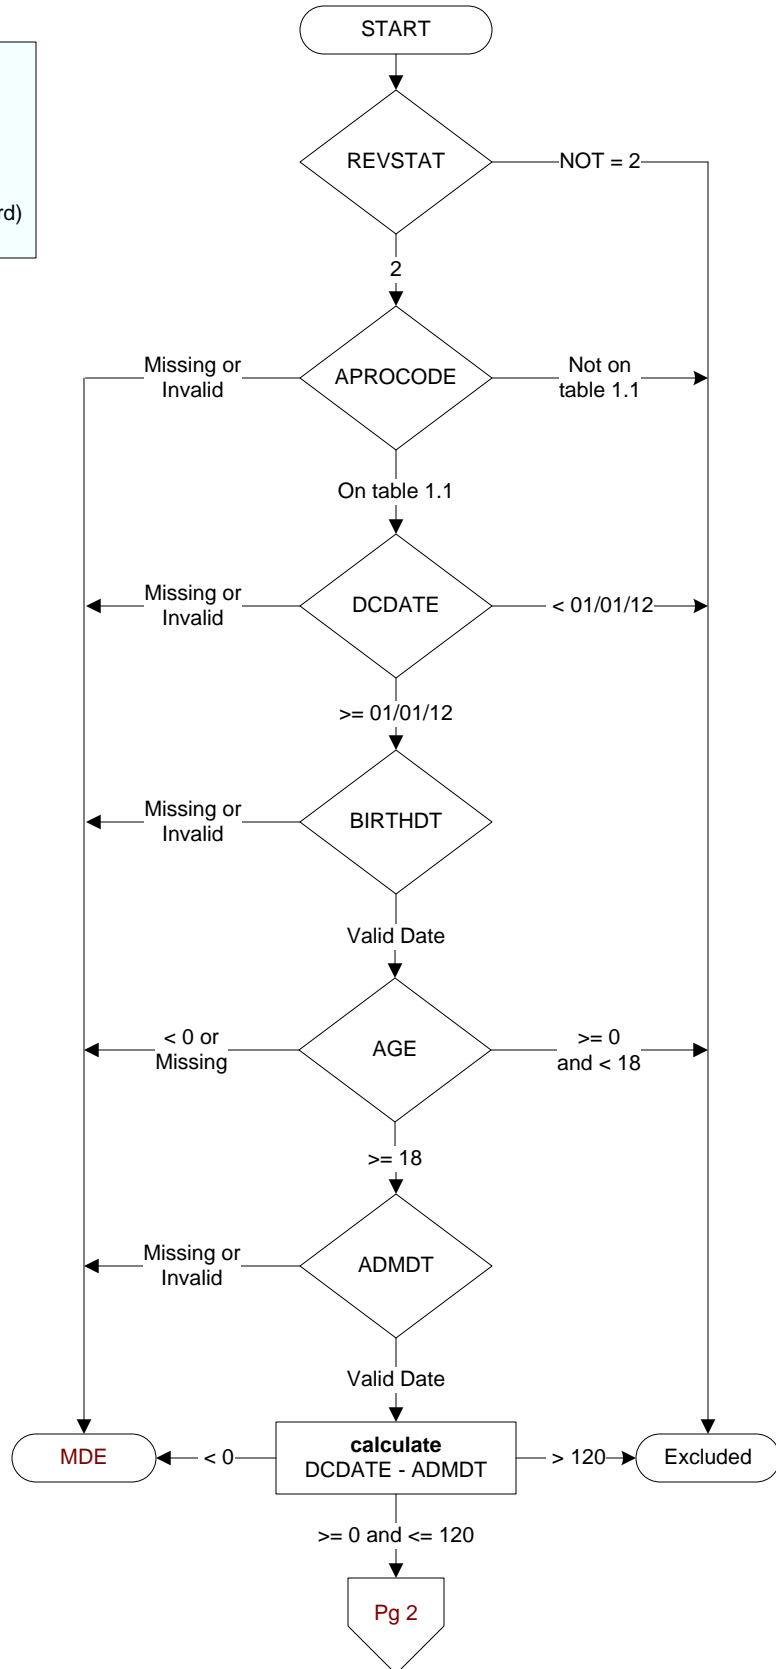 START
rd)
REVSTAT
NOT = 2
2
Missing or
Invalid
APROCODE
Not on
table 1.1
On table 1.1
Missing or
Invalid
DCDATE
< 01/01/12
>= 01/01/12
Missing or
Invalid
BIRTHDT
Valid Date
< 0 or
Missing
AGE
>= 0
and < 18
>= 18
Missing or
Invalid
ADMDT
Valid Date
MDE
< 0
calculate
DCDATE - ADMDT
> 120
Excluded
>= 0 and <= 120
Pg 2